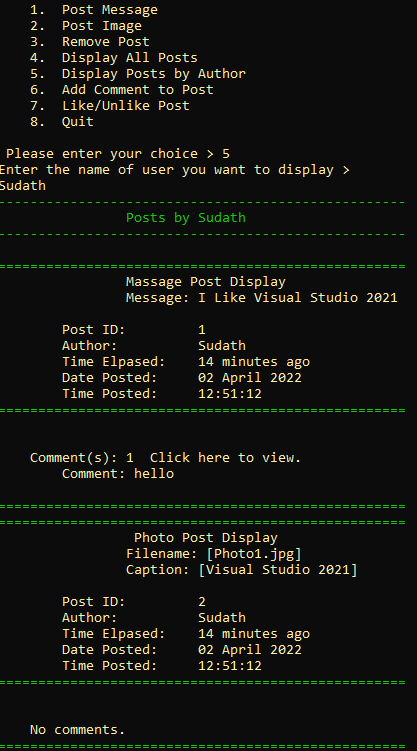 1. Post Message
2. Post Image
3. Remove Post
4. Display All Posts
5. Display Posts by Author
6. Add Comment to Post
7. Like/Unlike Post
8. Quit
Please enter your choice > 5
Enter the name of user you want to display >
Sudath
---------------------------------------------------
Posts by Sudath
---------------------------------------------------
===================================================
Massage Post Display
Message: I Like Visual Studio 2021
Post ID: 1
Author: Sudath
Time Elpased: 14 minutes ago
Date Posted: 02 April 2022
Time Posted: 12:51:12
===================================================
Comment(s): 1 Click here to view.
Comment: hello
===================================================
===================================================
Photo Post Display
Filename: [Photo1.jpg]
Caption: [Visual Studio 2021]
Post ID: 2
Author: Sudath
Time Elpased: 14 minutes ago
Date Posted: 02 April 2022
Time Posted: 12:51:12
===================================================
No comments.
===================================================